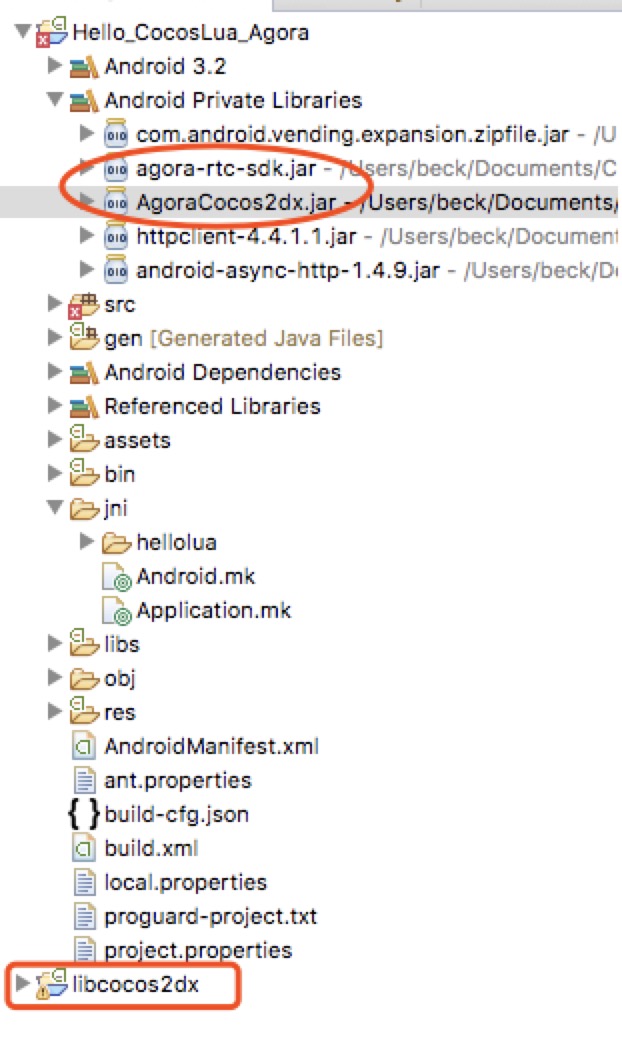 Hello_CocosLua_Agora
Android 3.2
Android Private Libraries
com.android.vending.expansion.zipfile.jar - /U
agora-rtc-sdk.jar - /Users/beck/Documents/C
AgoraCocos2dx.jar - /Users/beck/Documents/
httpclient-4.4.1.1.jar - /Users/beck/Document
android-async-http-1.4.9.jar - /Users/beck/D
src
gen [Generated Java Files]
Android Dependencies
Referenced Libraries
assets
bin
jni
hellolua
Android.mk
Application.mk
libs
obj
res
AndroidManifest.xml
ant.properties
build-cfg.json
build.xml
local.properties
proguard-project.txt
project.properties
libcocos2dx